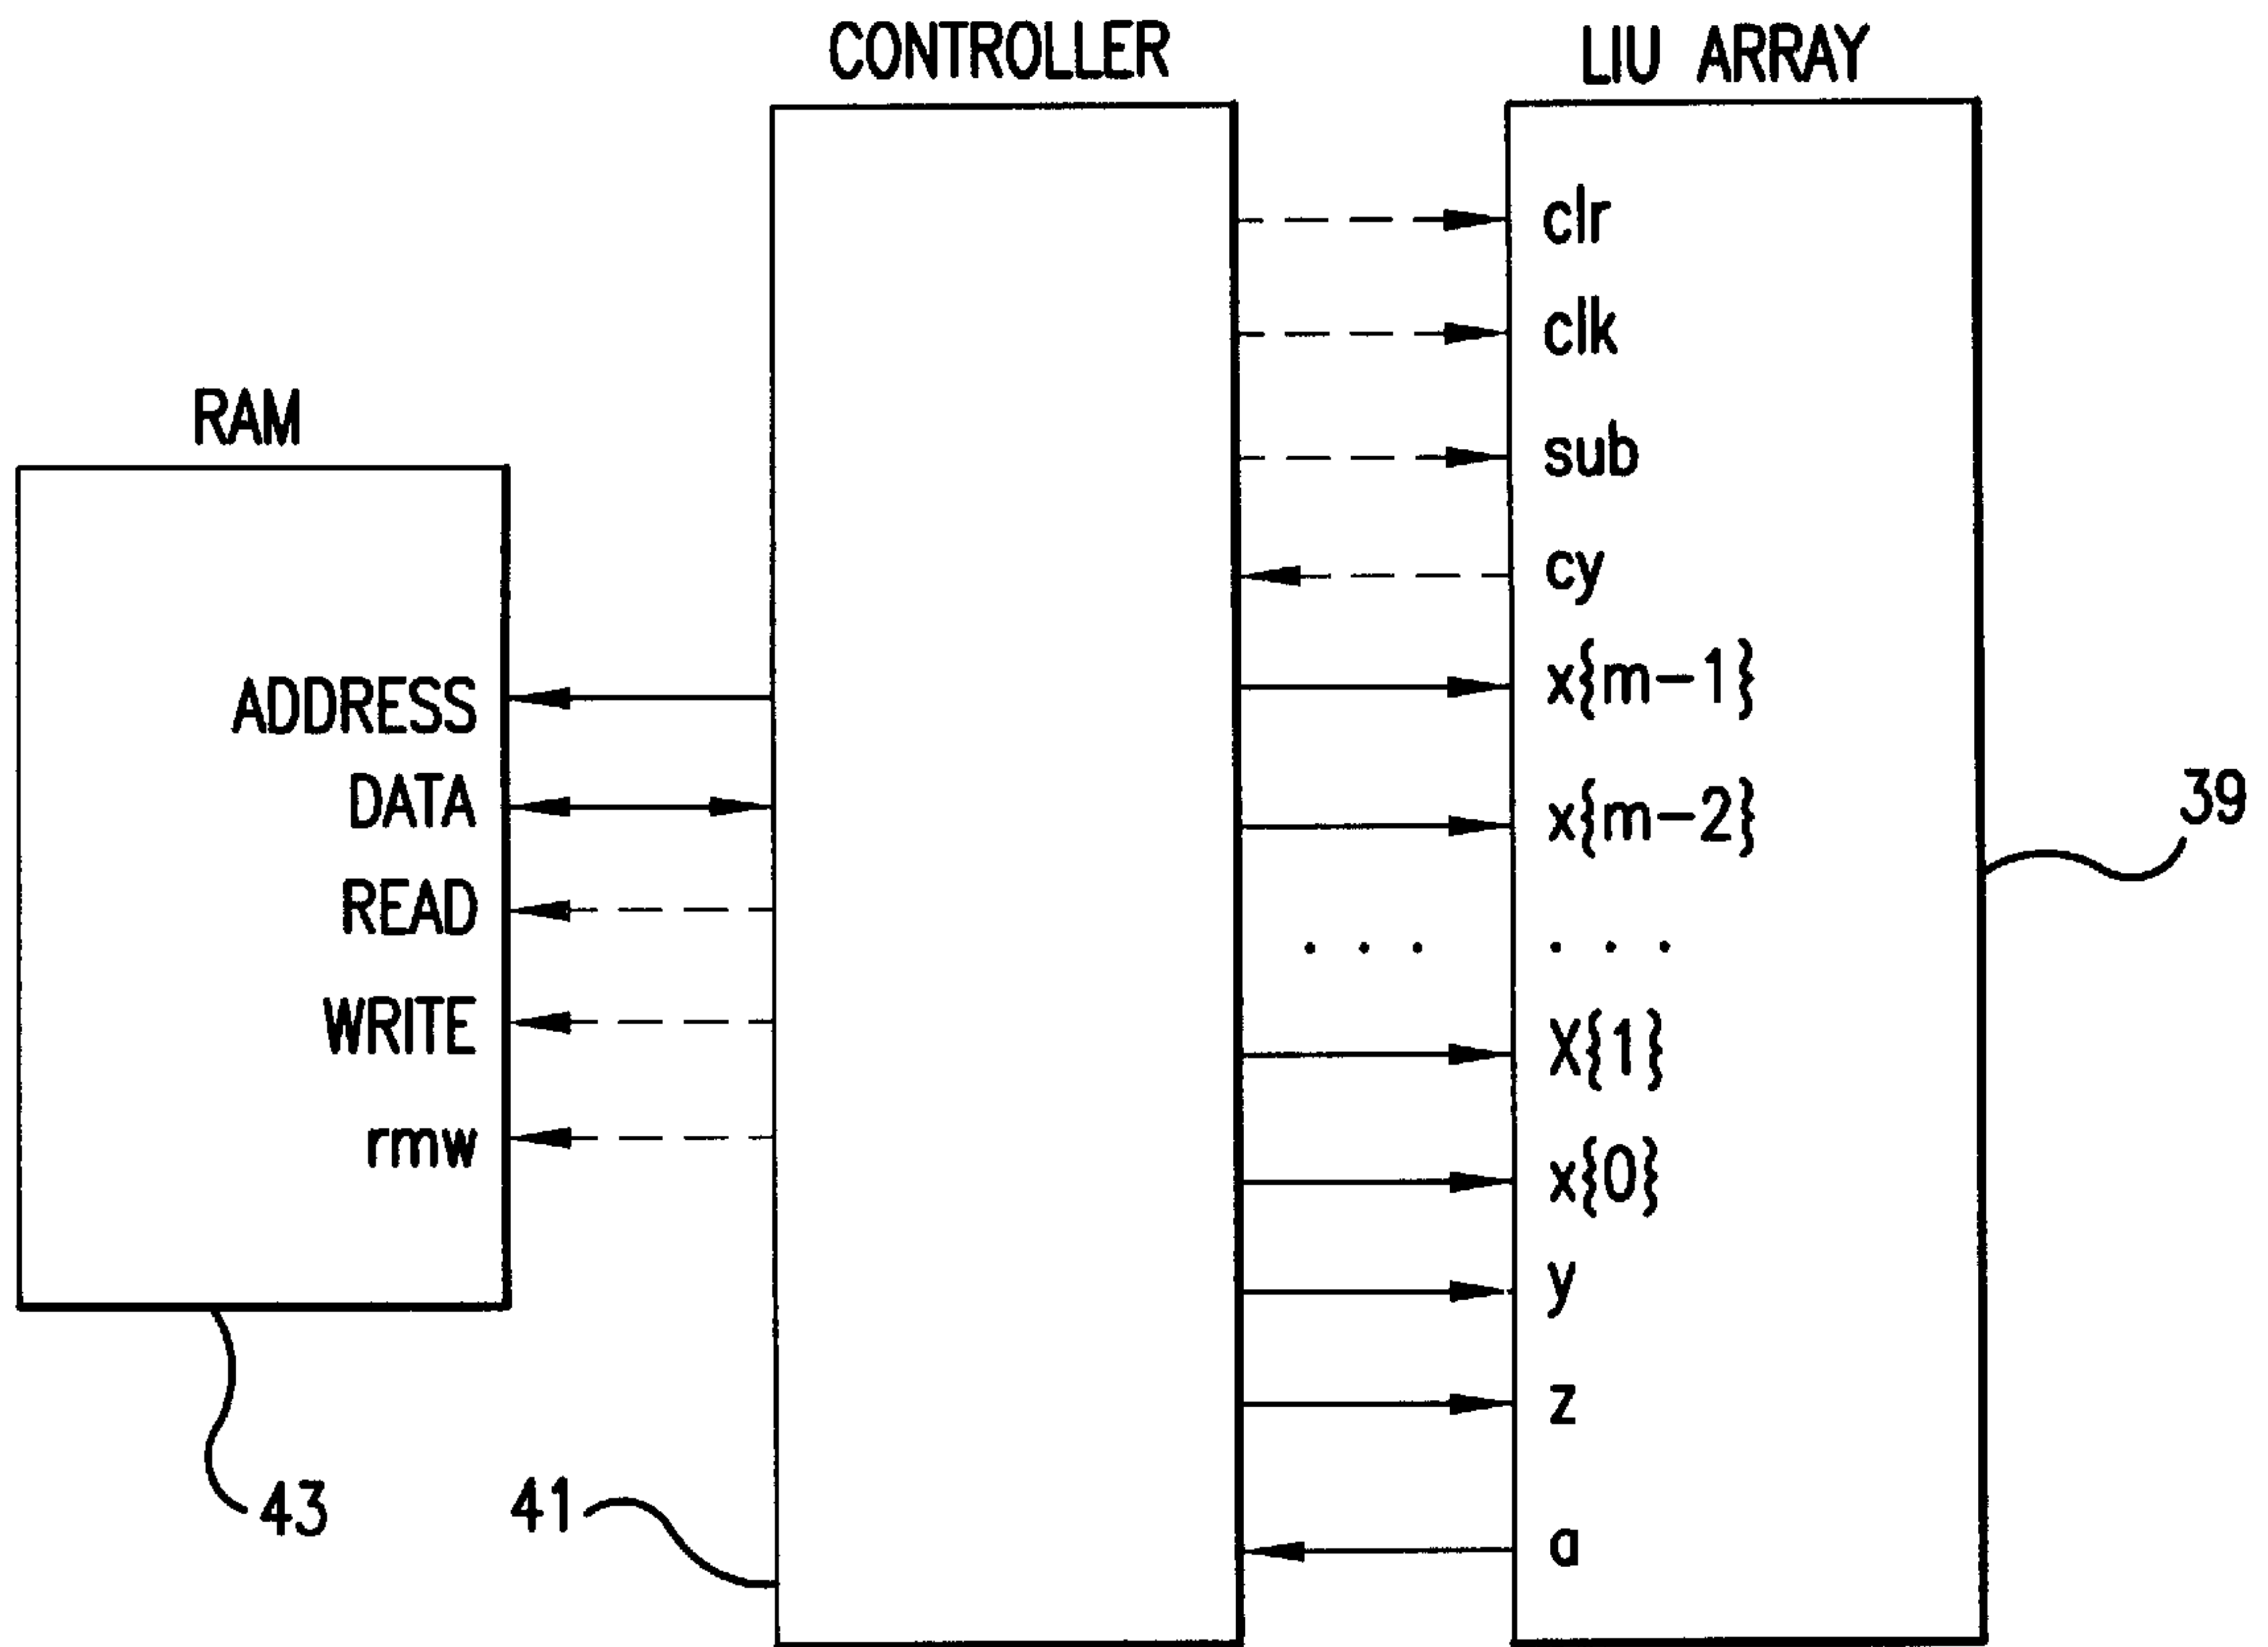 CONTROLLER
LIU ARRAY
RAM
clr
clk
sub
cy
x{m-1}
x{m-2}
. . . . . .
X{1}
x{0}
y
z
a
ADDRESS
DATA
READ
WRITE
rmw
39
43
41